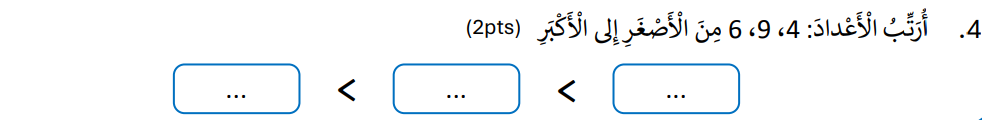 4. أُرَتِّبُ الْأَعْدادَ: 4، 9، 6 مِنَ الْأَصْغَرِ إِلى الْأَكْبَرِ (2pts)
... < ... < ...